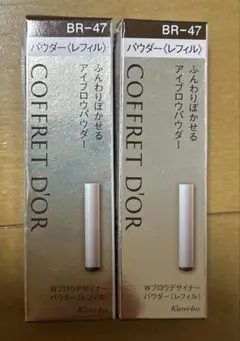 BR-47
パウダー〈レフィル〉
ふんわりぼかせる
アイブロウパウダー
COFFRET D'OR
Wブロウデザイナー
パウダー〈レフィル〉
Kanebo
BR-47
パウダー〈レフィル〉
ふんわりぼかせる
アイブロウパウダー
COFFRET D'OR
Wブロウデザイナー
パウダー〈レフィル〉
Kanebo